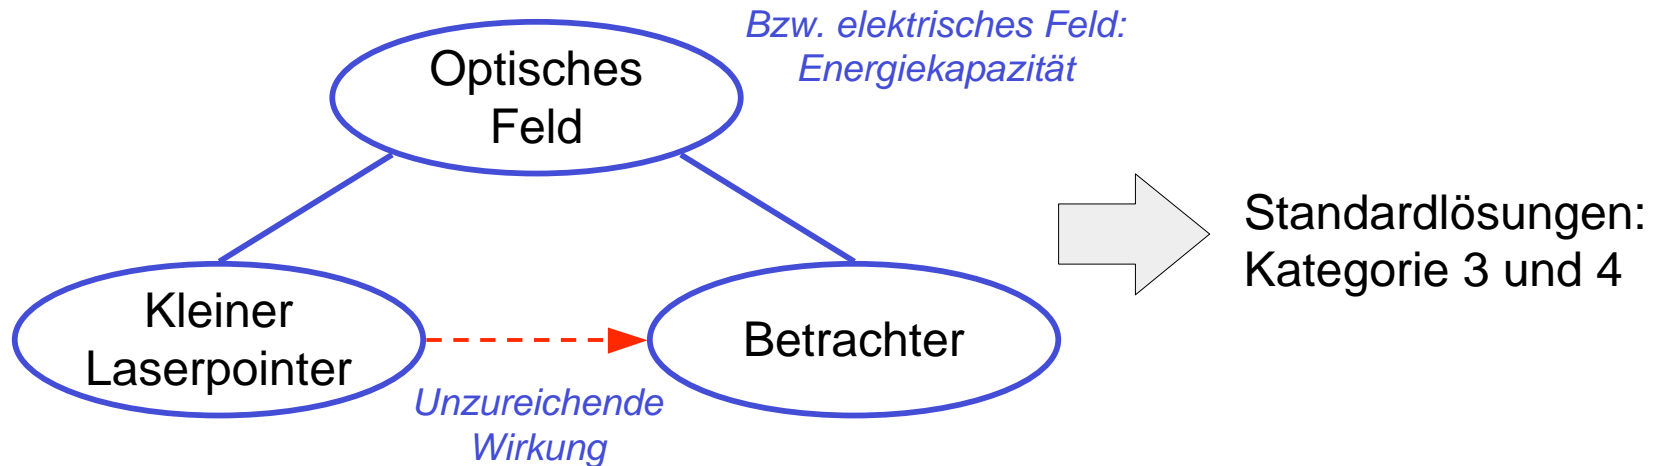 Bzw. elektrisches Feld:
Energiekapazität
Optisches
Feld
Standardlösungen:
Kategorie 3 und 4
Kleiner
Laserpointer
Betrachter
Unzureichende
Wirkung